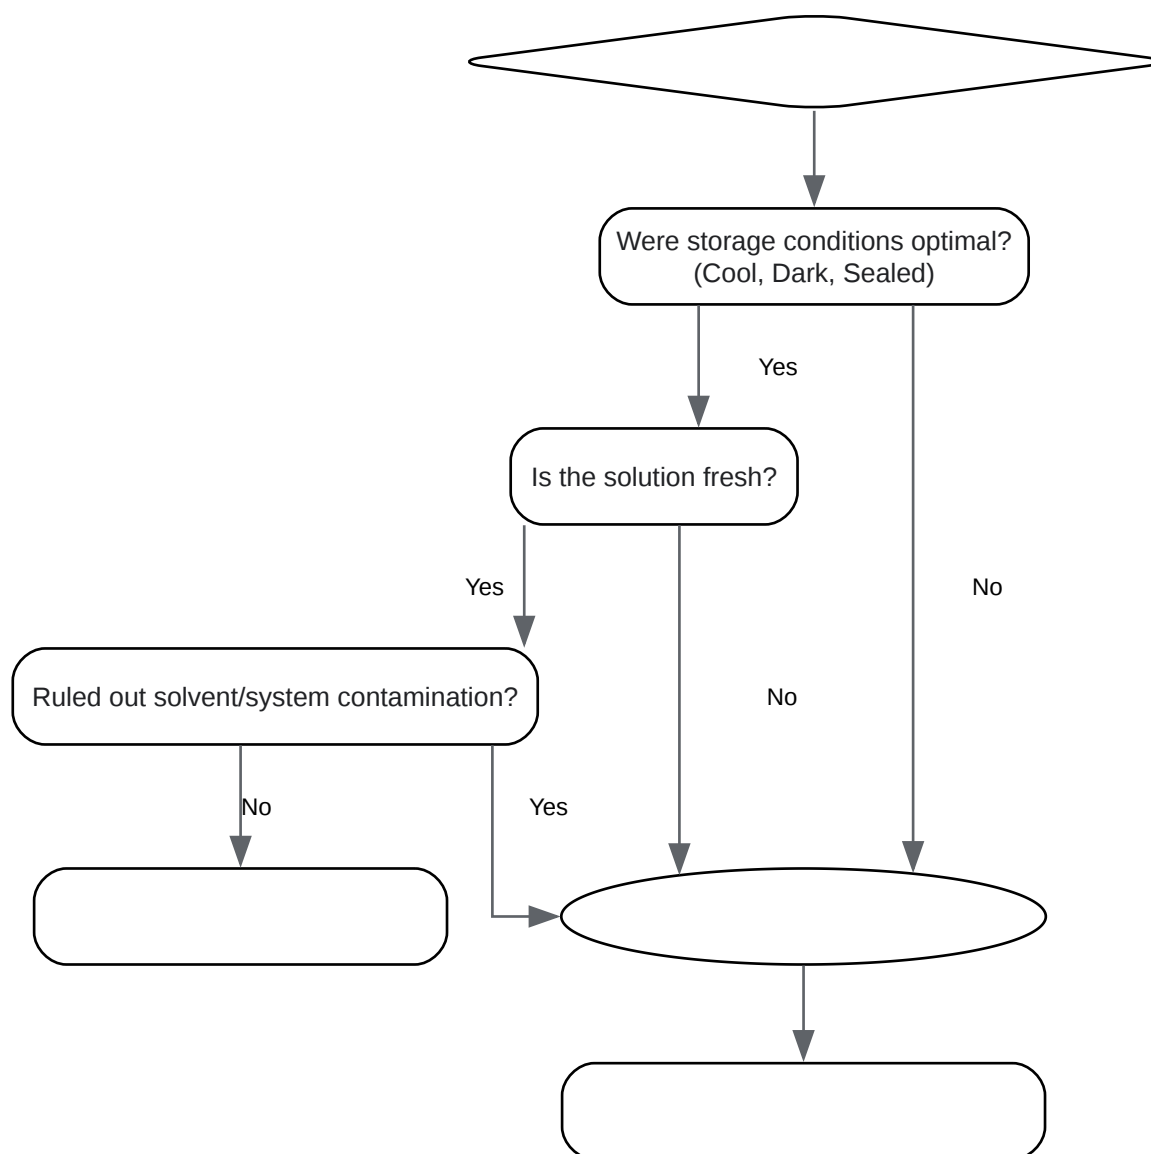 Were storage conditions optimal?
(Cool, Dark, Sealed)
Yes
Is the solution fresh?
Yes
No
Ruled out solvent/system contamination?
No
No
Yes